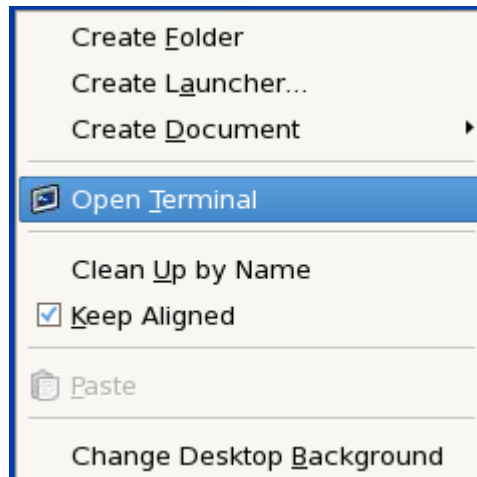 Create Folder
Create Launcher...
Create Document
Open Terminal
Clean Up by Name
Keep Aligned
Paste
Change Desktop Background